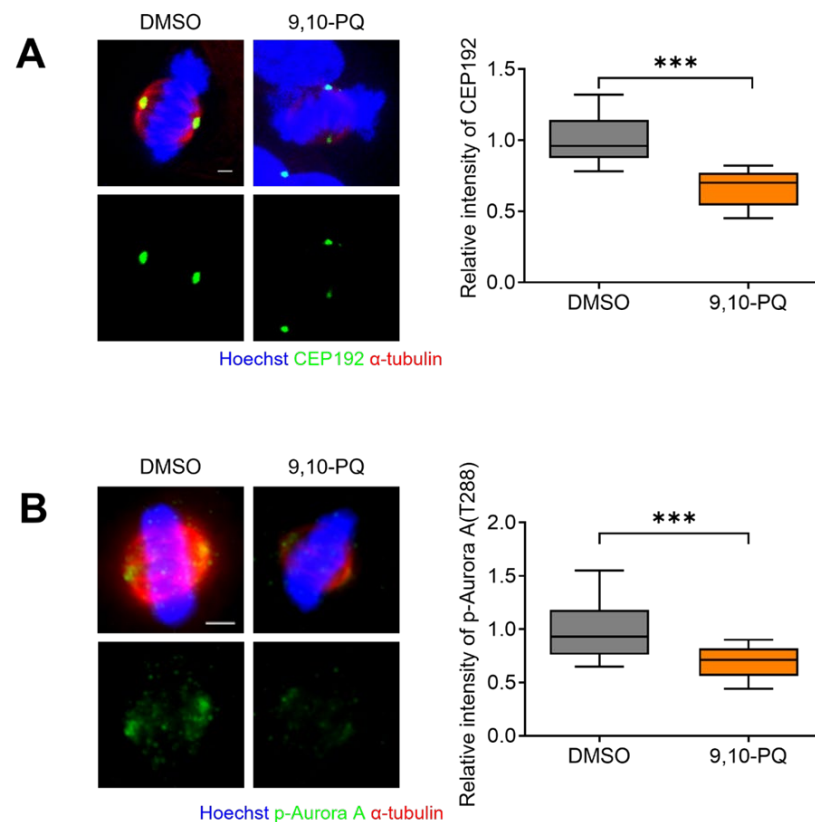 A
DMSO 9,10-PQ
Hoechst CEP192 α-tubulin
Relative intensity of CEP192
1.5
1.0
0.5
0.0
***
DMSO 9,10-PQ
B
DMSO 9,10-PQ
Hoechst p-Aurora A α-tubulin
Relative intensity of p-Aurora A(T288)
2.0
1.5
1.0
0.5
0.0
***
DMSO 9,10-PQ